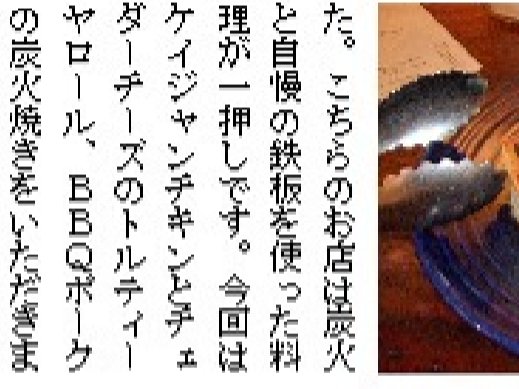 た。こちらのお店は炭火
と自慢の鉄板を使った料
理が一押しです。今回は
ケイジャンチキンとチェ
ダーチーズのトルティー
ヤロール、BBQポーク
の炭火焼きをいただきま